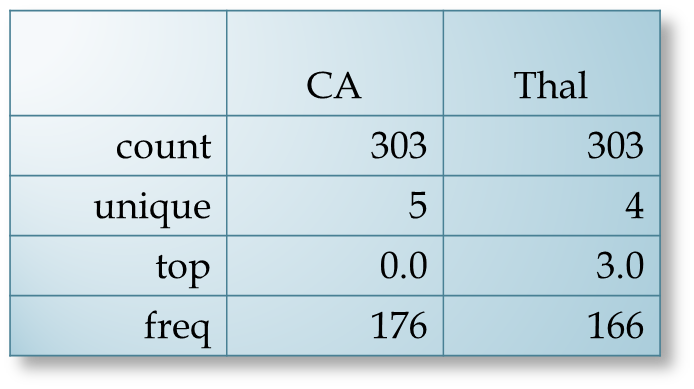 CA Thal
count 303 303
unique 5 4
top 0.0 3.0
freq 176 166